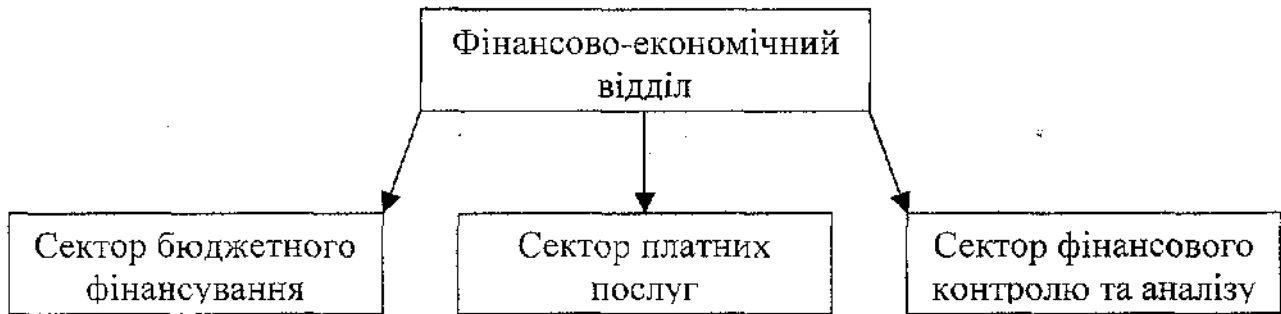 Фінансово-економічний
відділ
Сектор бюджетного
фінансування
Сектор платних
послуг
Сектор фінансового
контролю та аналізу